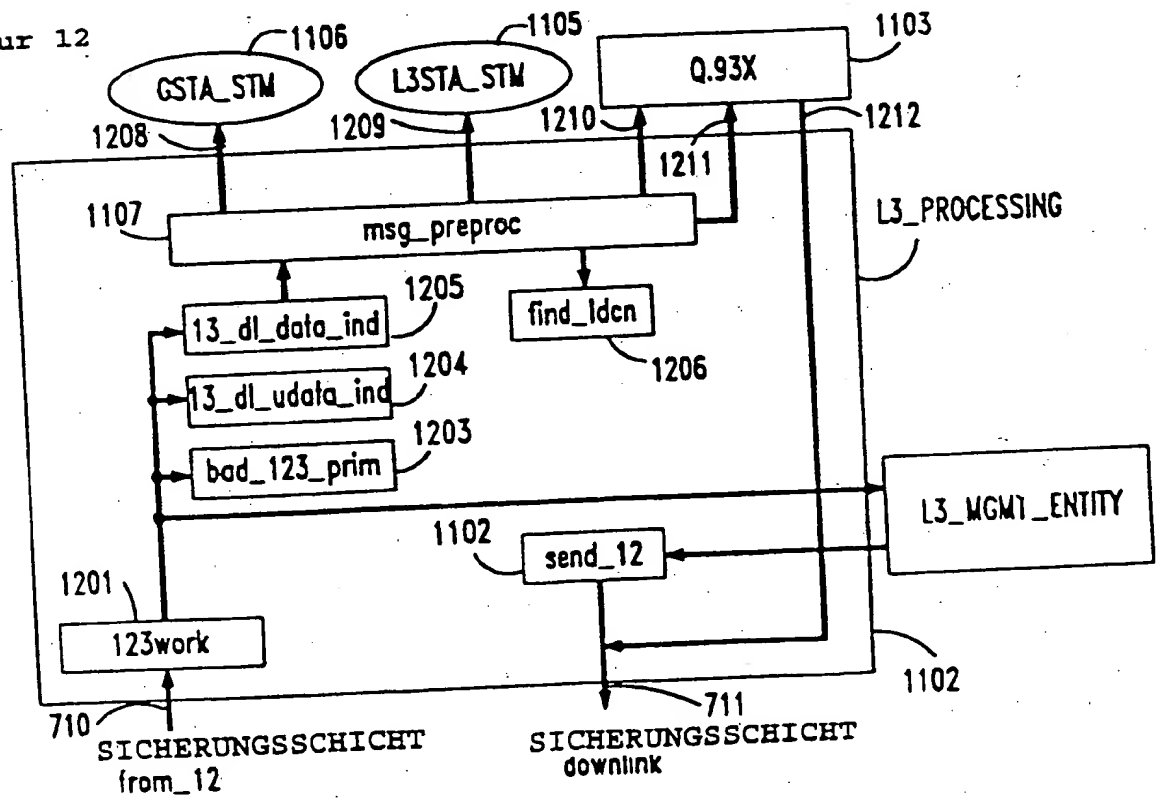 ur 12
1106
1105
1103
GSTA_STM
L3STA_STM
Q.93X
1208
1209
1210
1211
1212
1107
msg_preproc
L3_PROCESSING
1205
13_dl_data_ind
find_ldcn
1206
1204
13_dl_udata_ind
1203
bad_123_prim
L3_MGMT_ENTITY
1102
send_12
1201
123work
1102
710
711
SICHERUNGSSCHICHT
from_12
SICHERUNGSSCHICHT
downlink